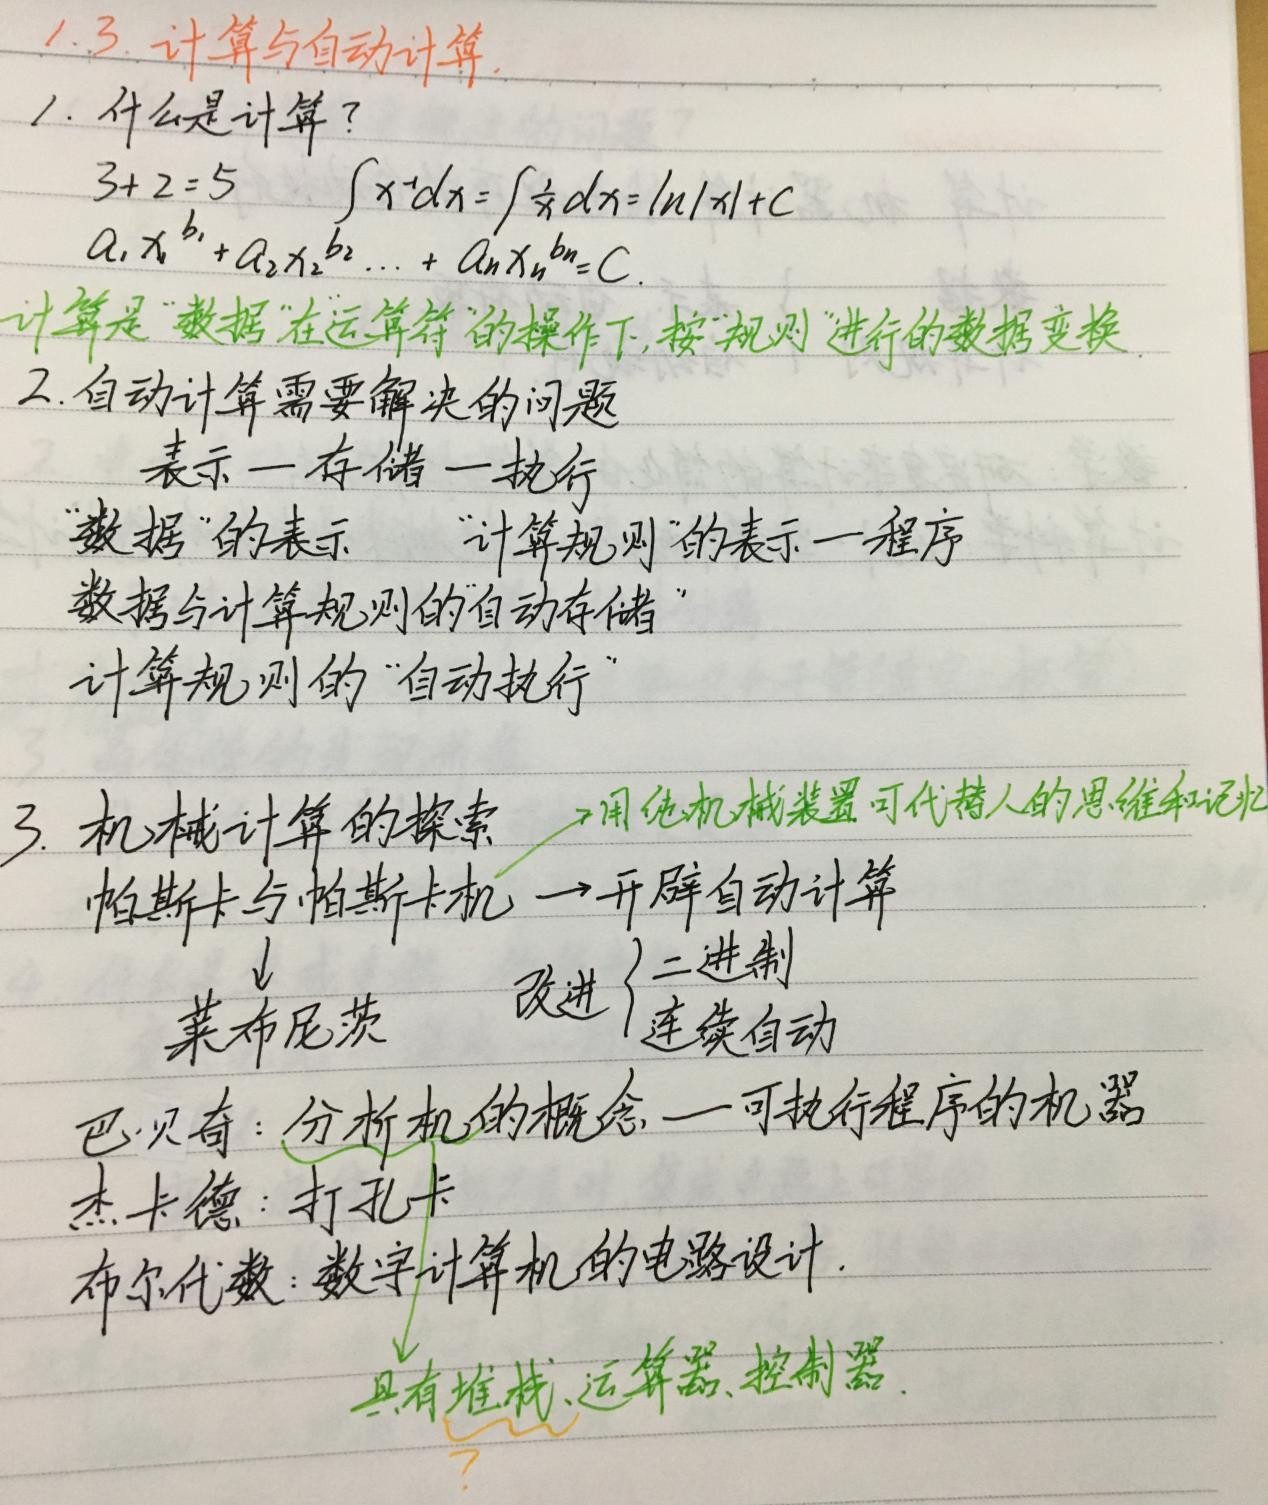 1.3. 计算与自动计算.
1. 什么是计算?
3+2=5 ∫x⁻¹dx=∫1/x dx=ln|x|+C
a₁x₁^b₁+a₂x₂^b₂...+aₙxₙ^bₙ=C.
计算是"数据"在"运算符"的操作下,按"规则"进行的数据变换.
2.自动计算需要解决的问题
表示—存储—执行
"数据"的表示 "计算规则"的表示—程序
数据与计算规则的"自动存储"
计算规则的"自动执行"
3. 机械计算的探索
→用纯机械装置可代替人的思维和记忆
帕斯卡与帕斯卡机→开辟自动计算
↓
莱布尼茨 改进{二进制
连续自动
巴贝奇:分析机的概念—可执行程序的机器
杰卡德:打孔卡
布尔代数:数字计算机的电路设计.
具有堆栈、运算器、控制器.
?